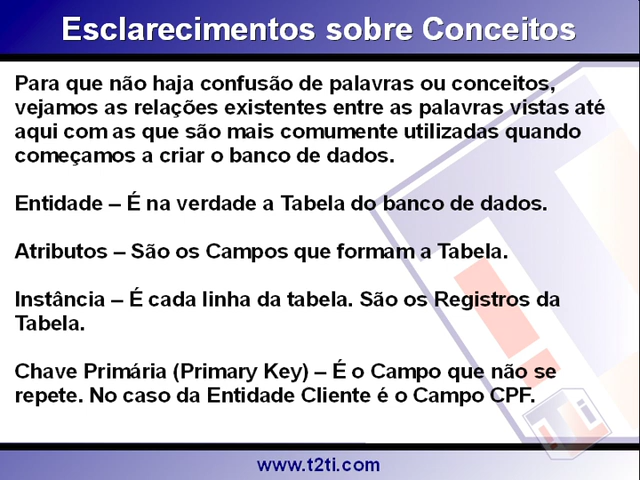 Esclarecimentos sobre Conceitos
Para que não haja confusão de palavras ou conceitos,
vejamos as relações existentes entre as palavras vistas até
aqui com as que são mais comumente utilizadas quando
começamos a criar o banco de dados.
Entidade – É na verdade a Tabela do banco de dados.
Atributos – São os Campos que formam a Tabela.
Instância – É cada linha da tabela. São os Registros da
Tabela.
Chave Primária (Primary Key) – É o Campo que não se
repete. No caso da Entidade Cliente é o Campo CPF.
www.t2ti.com